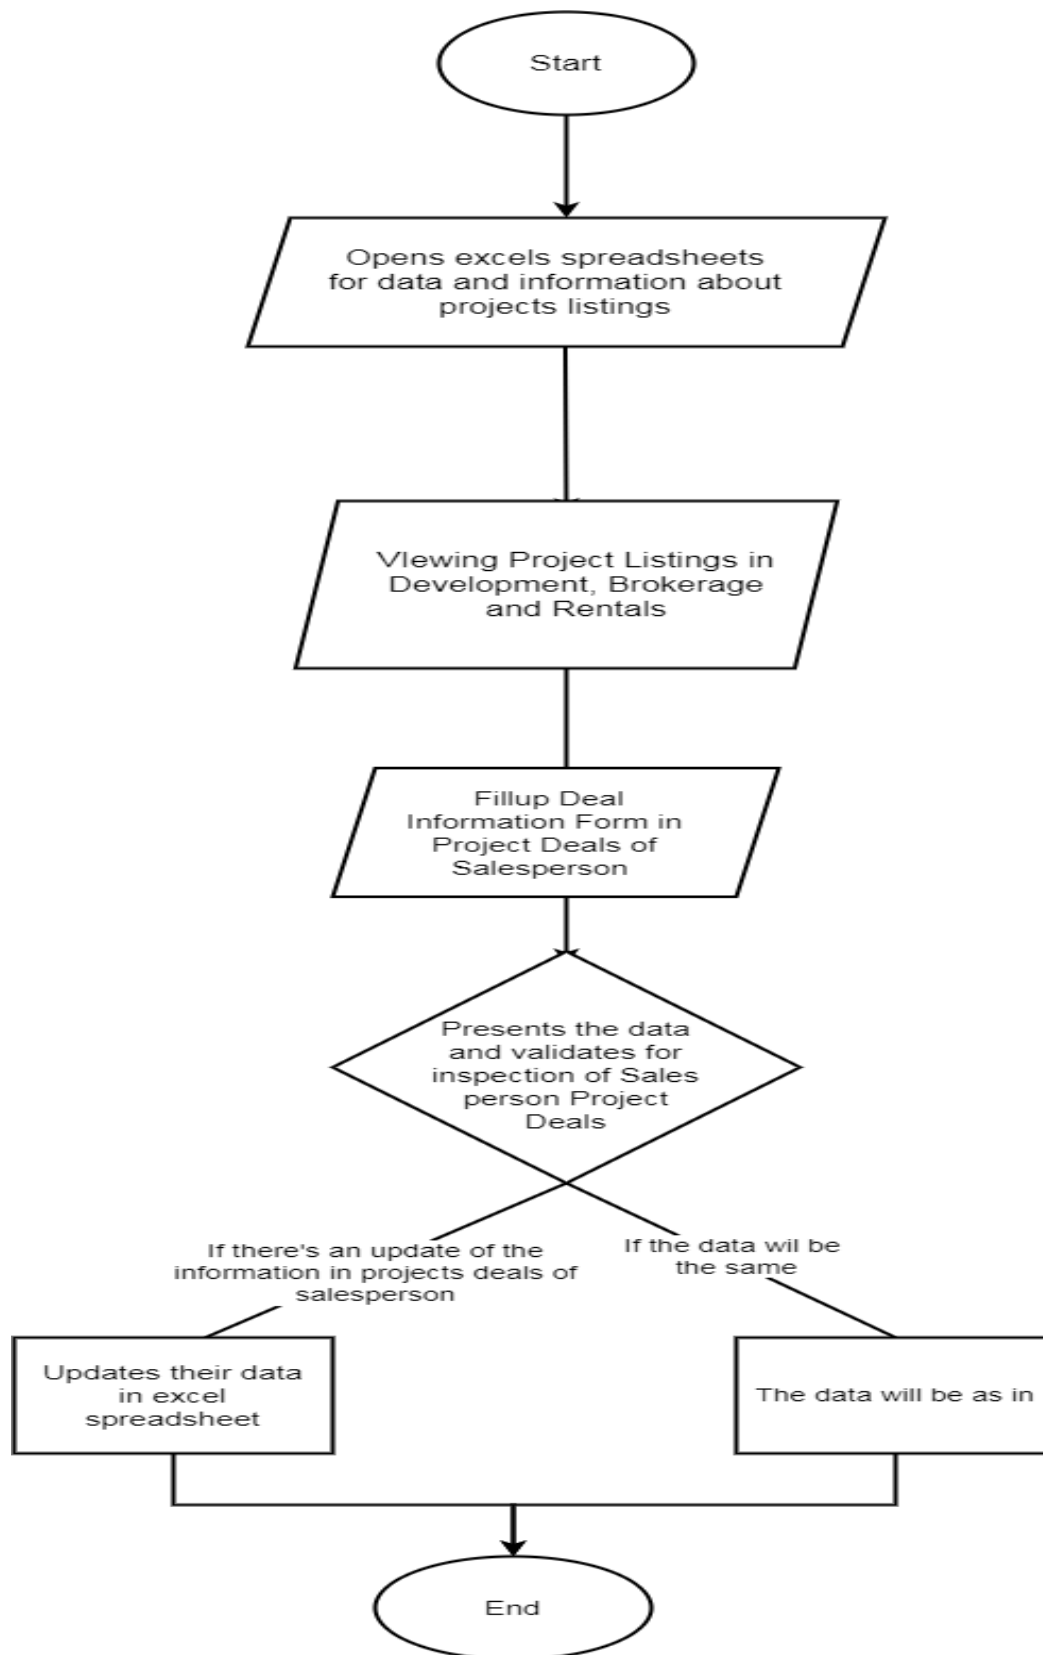 Start
Opens excels spreadsheets
for data and information about
projects listings
VIewing Project Listings in
Development, Brokerage
and Rentals
Fillup Deal
Information Form in
Project Deals of
Salesperson
Presents the data
and validates for
inspection of Sales
person Project
Deals
If there's an update of the
information in projects deals of
salesperson
If the data wil be
the same
Updates their data
in excel
spreadsheet
The data will be as in
End